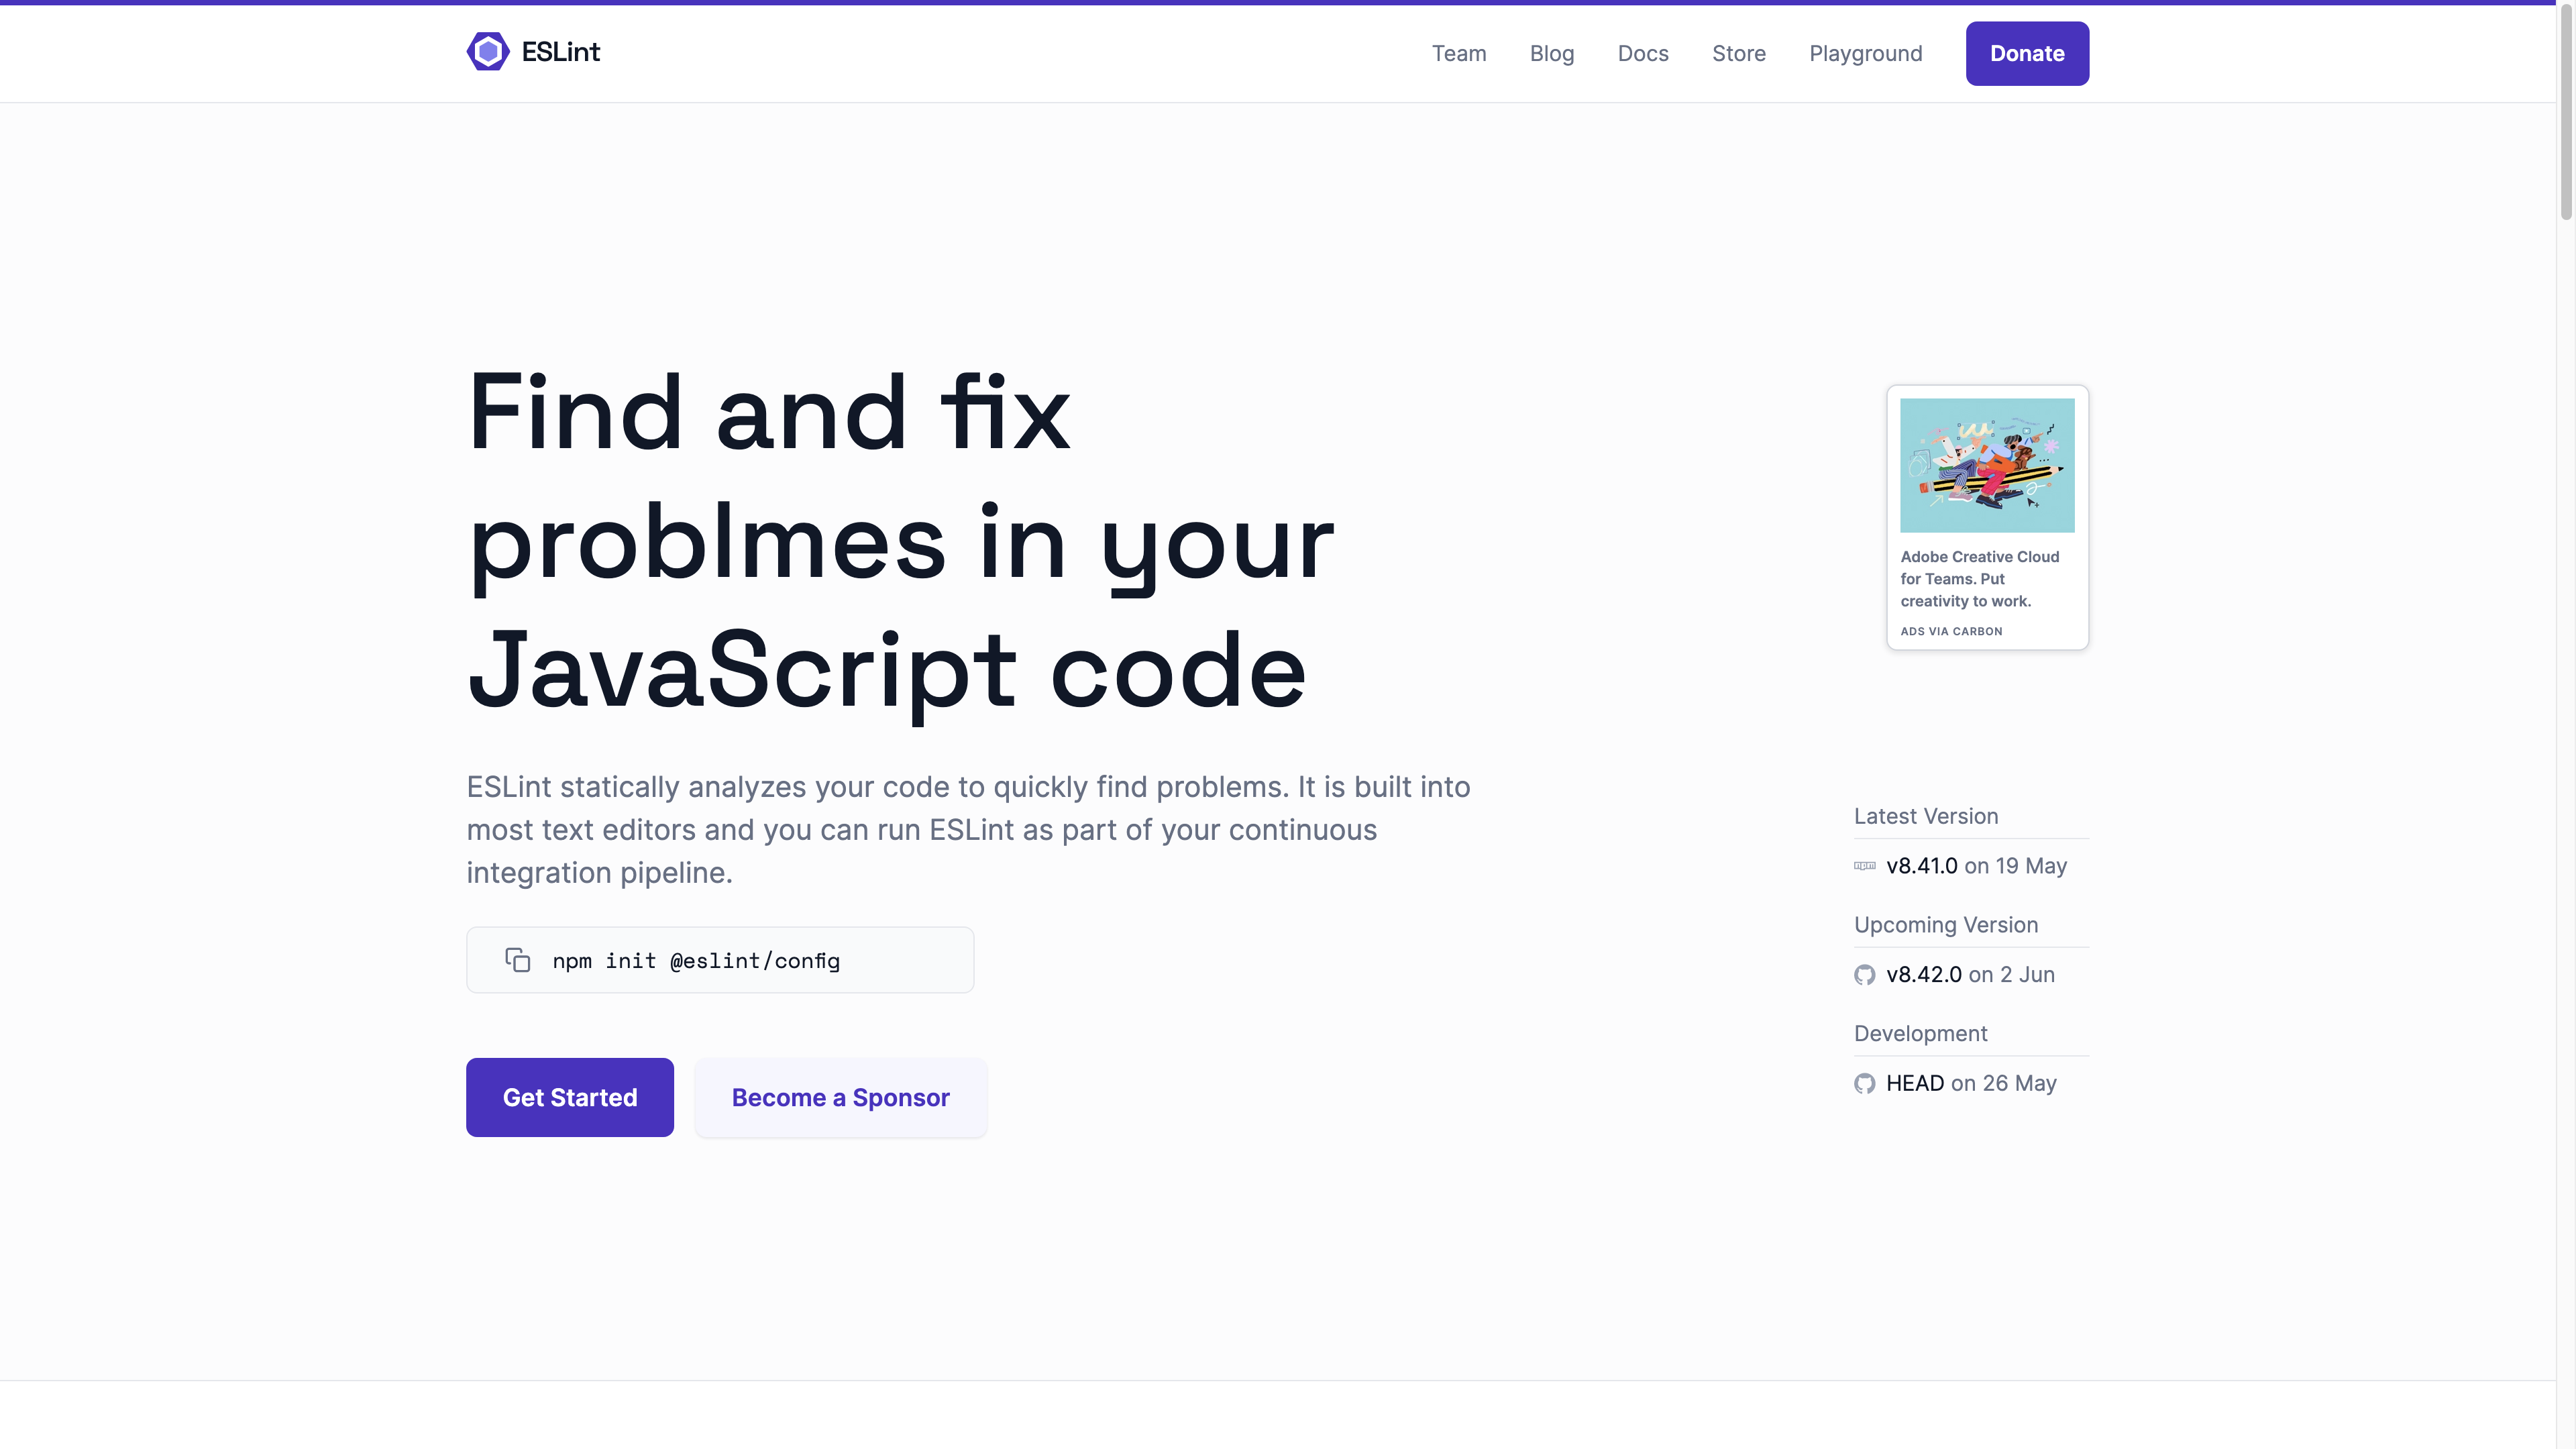 ESLint
Team
Blog
Docs
Store
Playground
Donate
Find and fix
problmes in your
JavaScript code
ESLint statically analyzes your code to quickly find problems. It is built into
most text editors and you can run ESLint as part of your continuous
integration pipeline.
npm init @eslint/config
Get Started
Become a Sponsor
Adobe Creative Cloud
for Teams. Put
creativity to work.
ADS VIA CARBON
Latest Version
v8.41.0 on 19 May
Upcoming Version
v8.42.0 on 2 Jun
Development
HEAD on 26 May